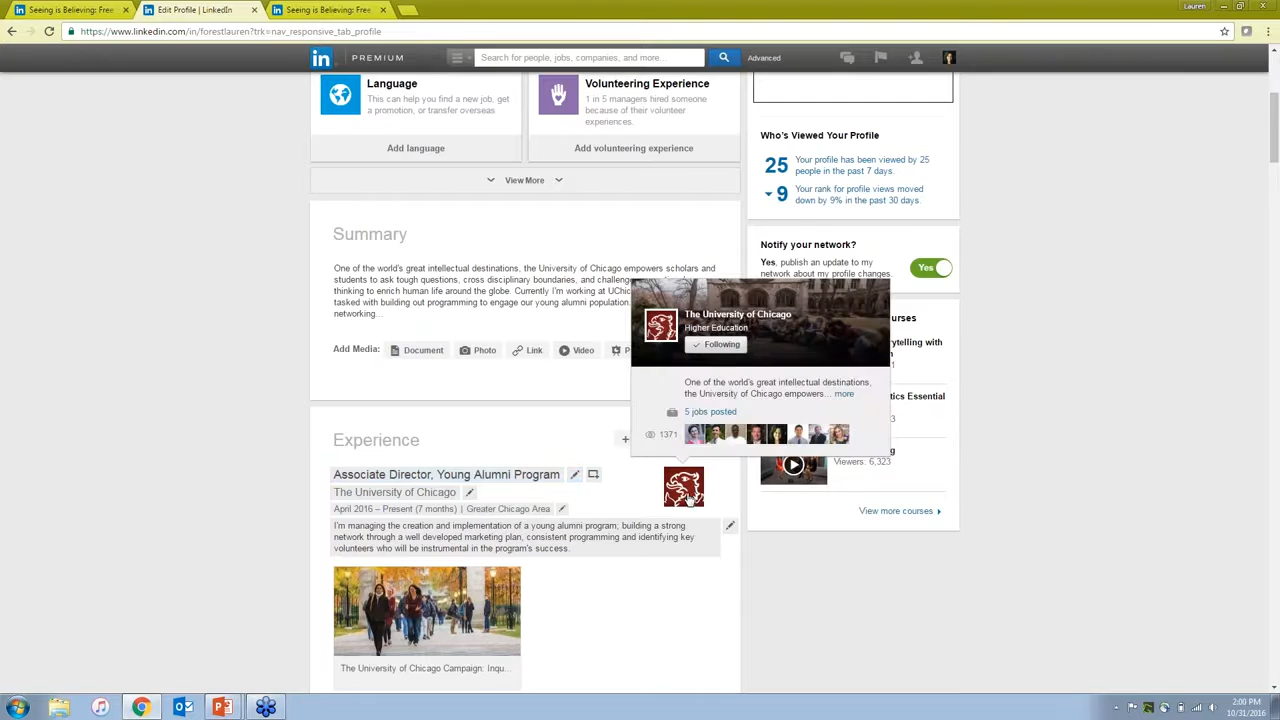 Seeing is Believing: Free
Edit Profile | LinkedIn
Seeing is Believing: Free
Lauren
https://www.linkedin.com/in/forestlauren?trk=nav_responsive_tab_profile
in
PREMIUM
Search for people, jobs, companies, and more...
Advanced
Language
This can help you find a new job, get
a promotion, or transfer overseas
Add language
Volunteering Experience
1 in 5 managers hired someone
because of their volunteer
experiences.
Add volunteering experience
View More
Who's Viewed Your Profile
25
Your profile has been viewed by 25
people in the past 7 days.
9
Your rank for profile views moved
down by 9% in the past 30 days.
Summary
One of the world's great intellectual destinations, the University of Chicago empowers scholars and
students to ask tough questions, cross disciplinary boundaries, and challeng
thinking to enrich human life around the globe. Currently I'm working at UChic
tasked with building out programming to engage our young alumni population.
networking...
Add Media:
Document
Photo
Link
Video
P
Notify your network?
Yes, publish an update to my
network about my profile changes.
Yes
The University of Chicago
Higher Education
Following
One of the world's great intellectual destinations,
the University of Chicago empowers... more
5 jobs posted
1371
urses
rytelling with
n
1
tics Essential
3
g
Viewers: 6,323
View more courses
Experience
+
Associate Director, Young Alumni Program
The University of Chicago
April 2016 – Present (7 months) | Greater Chicago Area
I'm managing the creation and implementation of a young alumni program; building a strong
network through a well developed marketing plan, consistent programming and identifying key
volunteers who will be instrumental in the program's success.
The University of Chicago Campaign: Inqu...
2:00 PM
10/31/2016